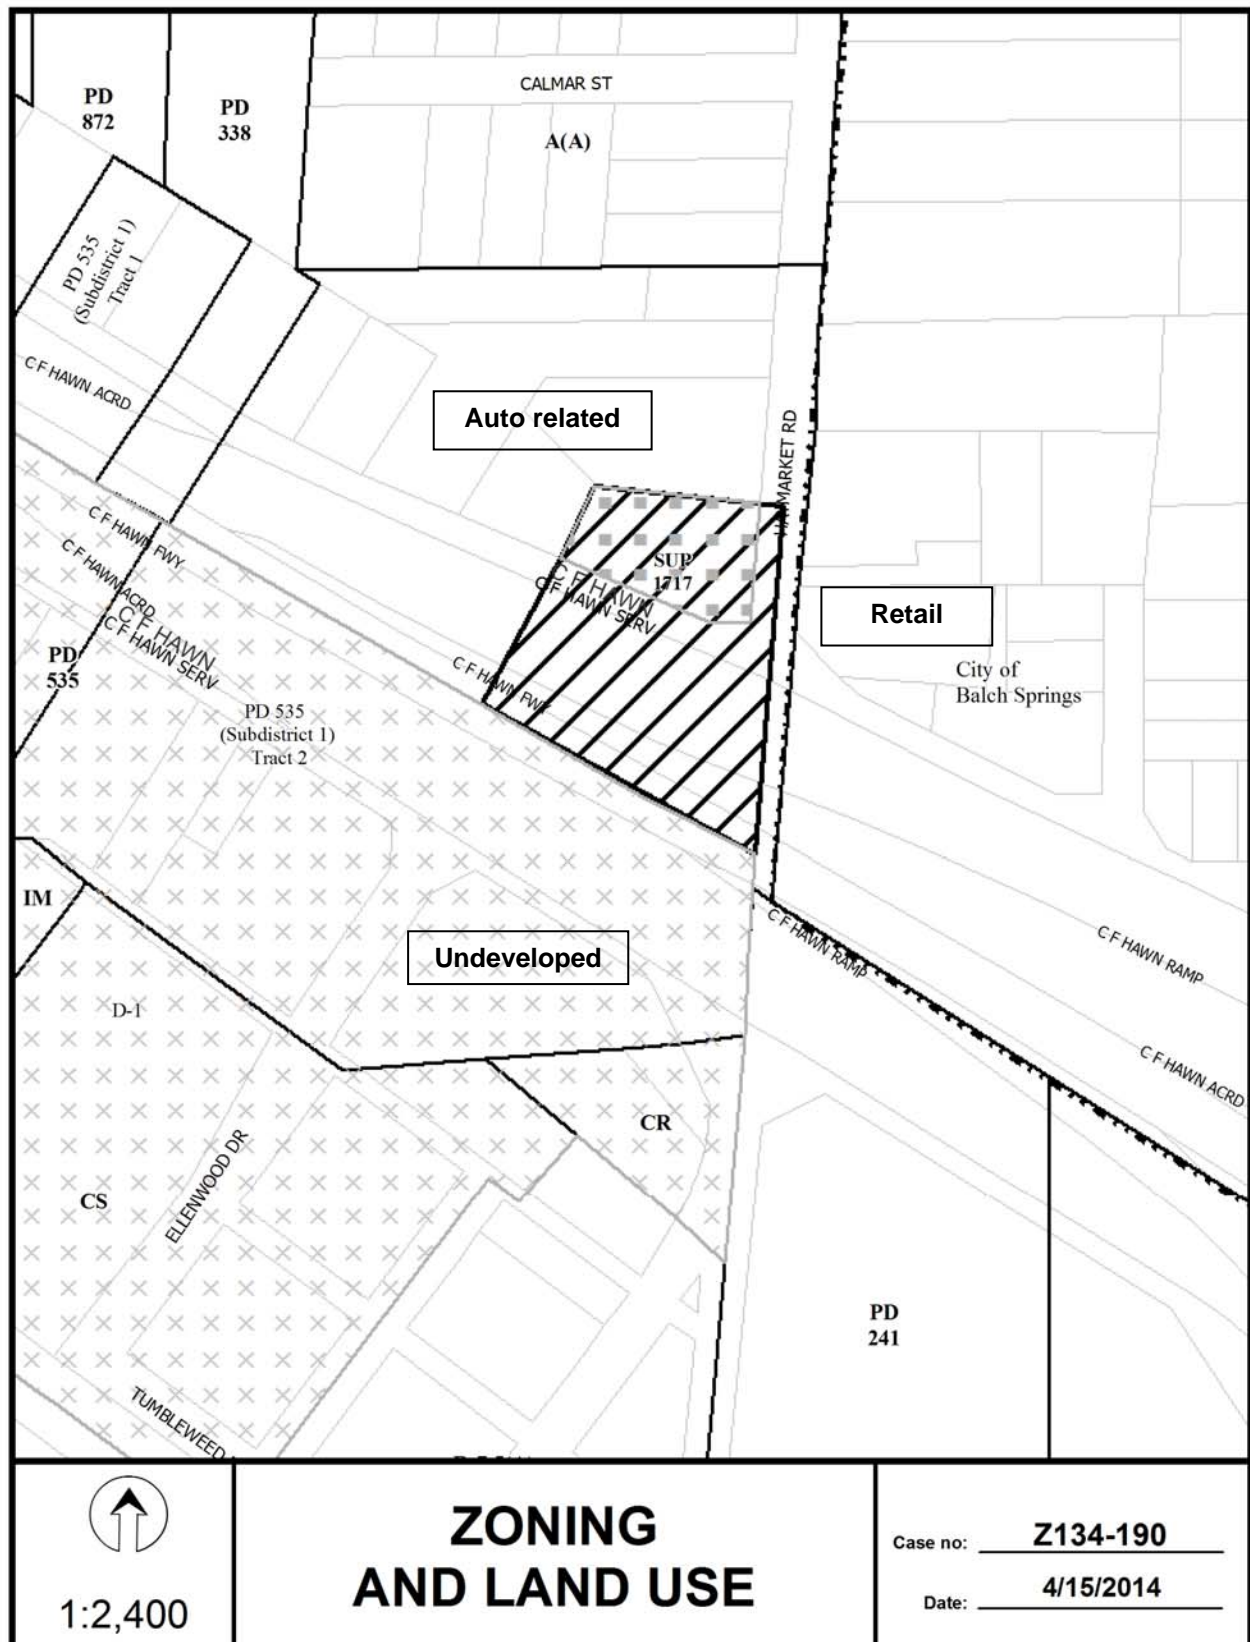 CALMAR ST
PD
872
PD
338
A(A)
PD 535
(Subdistrict 1)
Tract 1
C F HAWN ACRD
Auto related
HAYMARKET RD
C F HAWN FWY
C F HAWN ACRD
C F HAWN
C F HAWN SERV
SUP
1717
C F HAWN
C F HAWN SERV
Retail
PD
535
C F HAWN FWY
City of
Balch Springs
PD 535
(Subdistrict 1)
Tract 2
IM
C F HAWN RAMP
C F HAWN RAMP
Undeveloped
D-1
C F HAWN ACRD
CR
ELLENWOOD DR
CS
PD
241
TUMBLEWEED
1:2,400
ZONING
AND LAND USE
Case no: Z134-190
Date: 4/15/2014